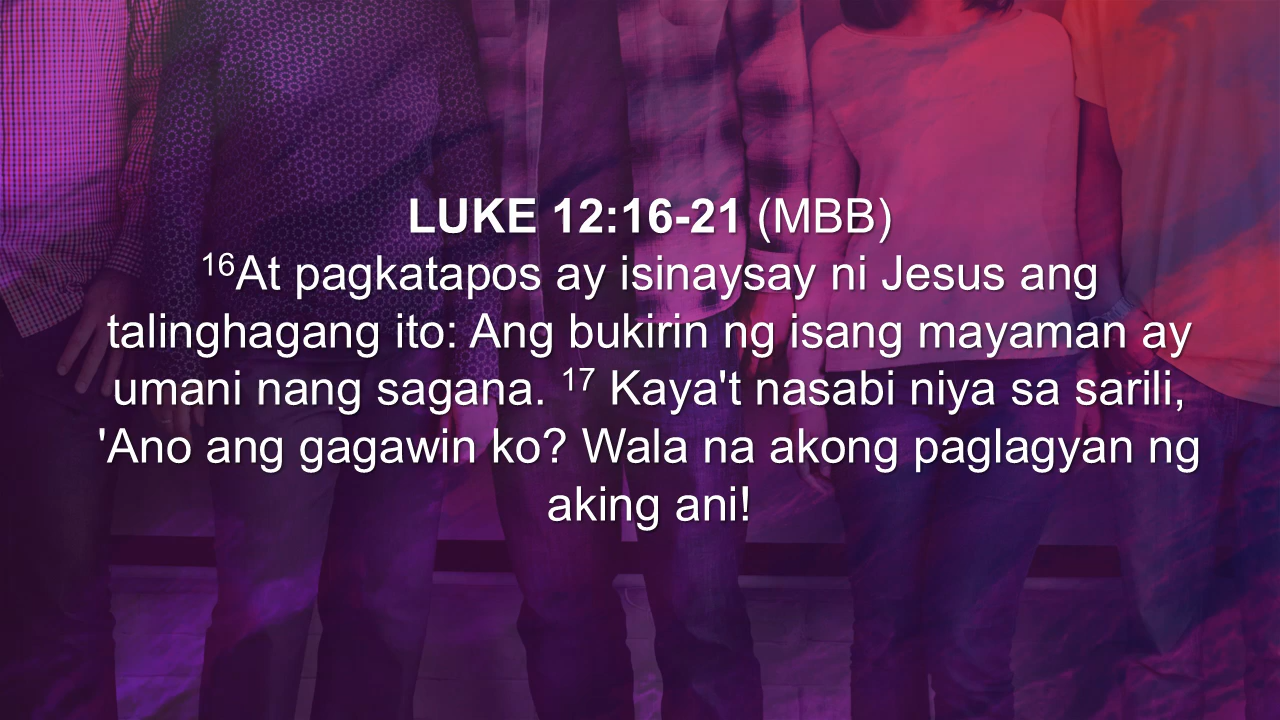 LUKE 12:16-21 (MBB)
16At pagkatapos ay isinaysay ni Jesus ang
talinghagang ito: Ang bukirin ng isang mayaman ay
umani nang sagana. 17 Kaya't nasabi niya sa sarili,
'Ano ang gagawin ko? Wala na akong paglagyan ng
aking ani!